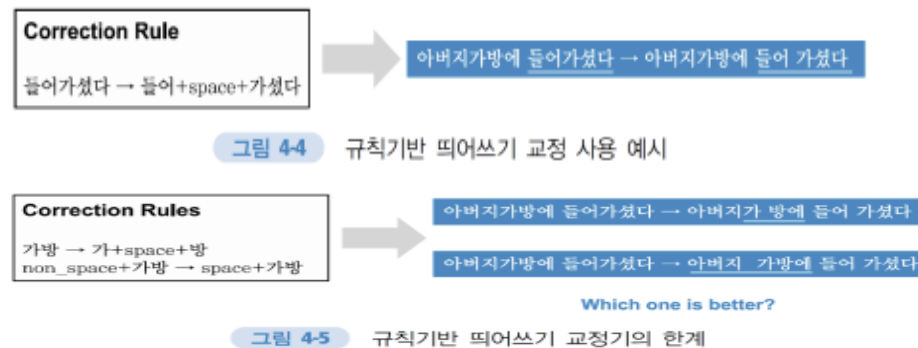 Correction Rule
들어가셨다 → 들어+space+가셨다
아버지가방에 들어가셨다 → 아버지가방에 들어 가셨다
그림 4-4 규칙기반 띄어쓰기 교정 사용 예시
Correction Rules
가방 → 가+space+방
non_space+가방 → space+가방
아버지가방에 들어가셨다 → 아버지가 방에 들어 가셨다
아버지가방에 들어가셨다 → 아버지 가방에 들어 가셨다
Which one is better?
그림 4-5 규칙기반 띄어쓰기 교정기의 한계